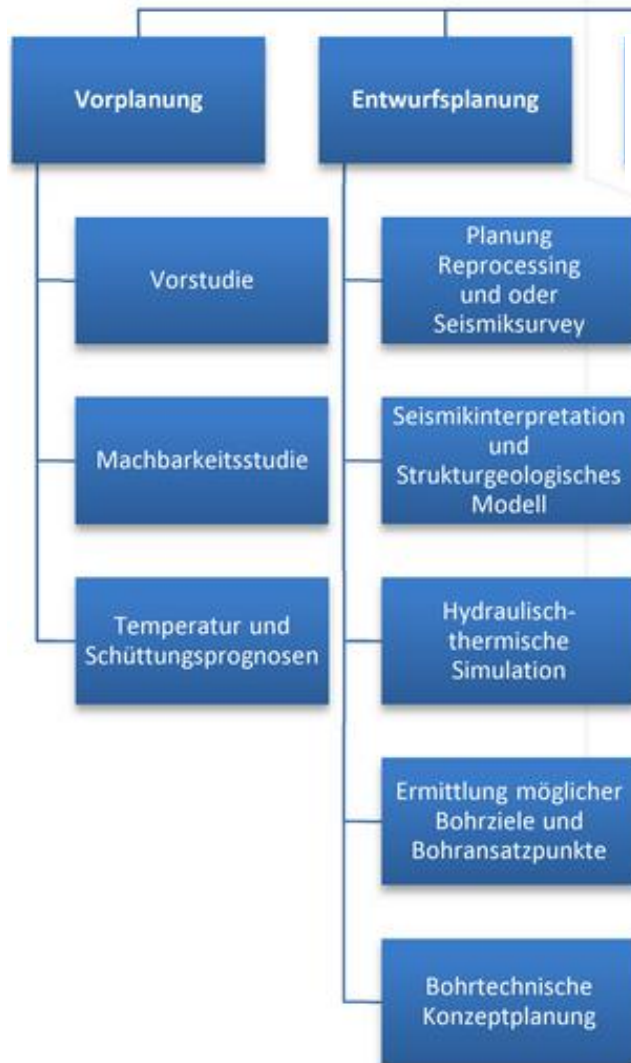 Vorplanung
Vorstudie
Machbarkeitsstudie
Temperatur und
Schüttungsprognosen
Entwurfsplanung
Planung
Reprocessing
und oder
Seismiksurvey
Seismikinterpretation
und
Strukturgeologisches
Modell
Hydraulisch-
thermische
Simulation
Ermittlung möglicher
Bohrziele und
Bohransatzpunkte
Bohrtechnische
Konzeptplanung